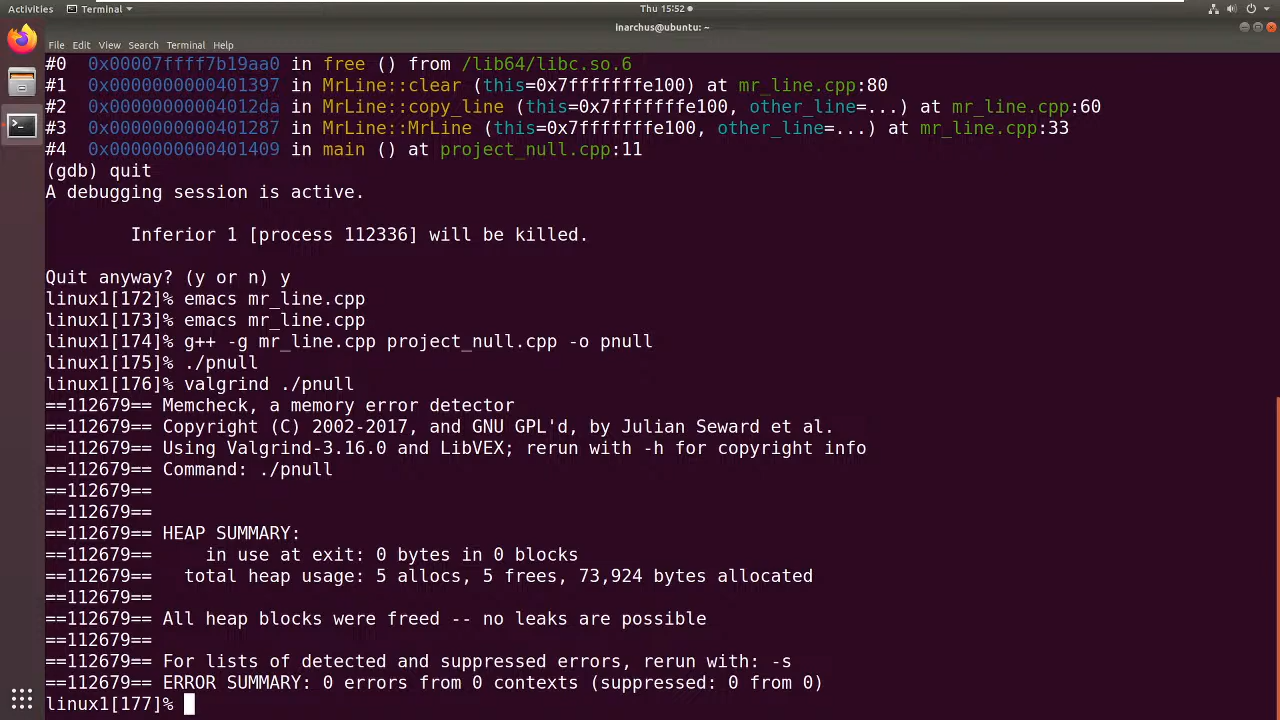 Activities Terminal Thu 15:52
inarchus@ubuntu: ~
File Edit View Search Terminal Help
#0  0x00007ffff7b19aa0 in free () from /lib64/libc.so.6
#1  0x0000000000401397 in MrLine::clear (this=0x7fffffffe100) at mr_line.cpp:80
#2  0x00000000004012da in MrLine::copy_line (this=0x7fffffffe100, other_line=...) at mr_line.cpp:60
#3  0x0000000000401287 in MrLine::MrLine (this=0x7fffffffe100, other_line=...) at mr_line.cpp:33
#4  0x0000000000401409 in main () at project_null.cpp:11
(gdb) quit
A debugging session is active.
Inferior 1 [process 112336] will be killed.
Quit anyway? (y or n) y
linux1[172]% emacs mr_line.cpp
linux1[173]% emacs mr_line.cpp
linux1[174]% g++ -g mr_line.cpp project_null.cpp -o pnull
linux1[175]% ./pnull
linux1[176]% valgrind ./pnull
==112679== Memcheck, a memory error detector
==112679== Copyright (C) 2002-2017, and GNU GPL'd, by Julian Seward et al.
==112679== Using Valgrind-3.16.0 and LibVEX; rerun with -h for copyright info
==112679== Command: ./pnull
==112679==
==112679==
==112679== HEAP SUMMARY:
==112679==     in use at exit: 0 bytes in 0 blocks
==112679==   total heap usage: 5 allocs, 5 frees, 73,924 bytes allocated
==112679==
==112679== All heap blocks were freed -- no leaks are possible
==112679==
==112679== For lists of detected and suppressed errors, rerun with: -s
==112679== ERROR SUMMARY: 0 errors from 0 contexts (suppressed: 0 from 0)
linux1[177]%